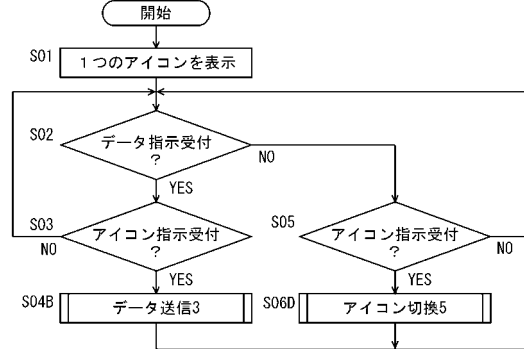 開始
S01
1つのアイコンを表示
S02
データ指示受付
?
NO
YES
S03
アイコン指示受付
?
NO
YES
S05
アイコン指示受付
?
NO
YES
S04B
データ送信3
S06D
アイコン切換5